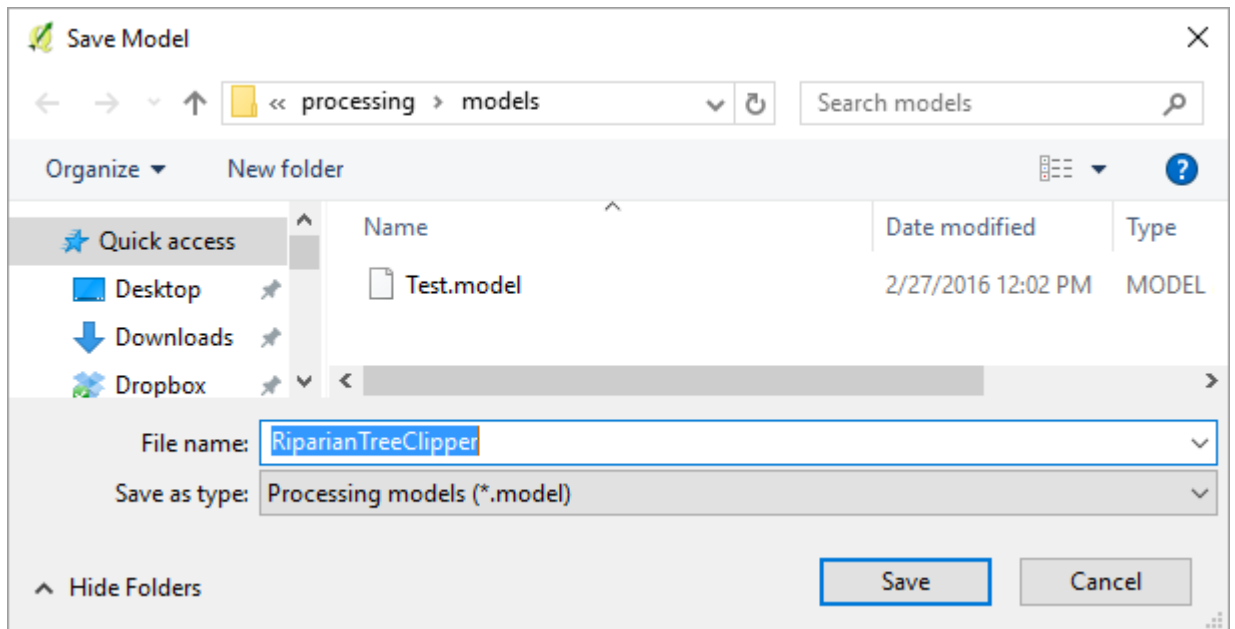 Save Model
« processing > models
Search models
Organize
New folder
?
Quick access
Desktop
Downloads
Dropbox
Name
Date modified
Type
Test.model
2/27/2016 12:02 PM
MODEL
File name: RiparianTreeClipper
Save as type: Processing models (*.model)
Hide Folders
Save
Cancel